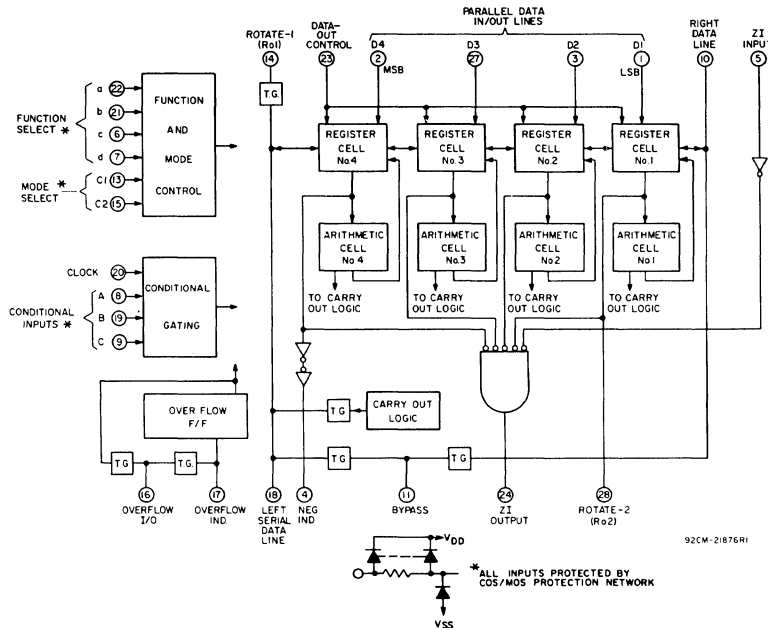 PARALLEL DATA
IN/OUT LINES
ROTATE-1
(Ro1)
14
DATA-
OUT
CONTROL
23
D4
2
MSB
D3
27
D2
3
D1
1
LSB
RIGHT
DATA
LINE
10
ZI
INPUT
5
T.G.
FUNCTION
SELECT *
a 22
b 21
c 6
d 7
MODE *
SELECT
C1 13
C2 15
FUNCTION
AND
MODE
CONTROL
REGISTER
CELL
No.4
REGISTER
CELL
No.3
REGISTER
CELL
No.2
REGISTER
CELL
No.1
ARITHMETIC
CELL
No 4
ARITHMETIC
CELL
No.3
ARITHMETIC
CELL
No 2
ARITHMETIC
CELL
No 1
TO CARRY
OUT LOGIC
TO CARRY
OUT LOGIC
TO CARRY
OUT LOGIC
TO CARRY
OUT LOGIC
CLOCK 20
CONDITIONAL
INPUTS *
A 8
B 19
C 9
CONDITIONAL
GATING
OVER FLOW
F/F
T G
T.G.
16
OVERFLOW
I/O
17
OVERFLOW
IND.
T G
CARRY OUT
LOGIC
T G
T G
18
LEFT
SERIAL
DATA
LINE
4
NEG
IND
11
BYPASS
24
ZI
OUTPUT
28
ROTATE-2
(Ro2)
92CM-21876R1
VDD
VSS
*ALL INPUTS PROTECTED BY
COS/MOS PROTECTION NETWORK